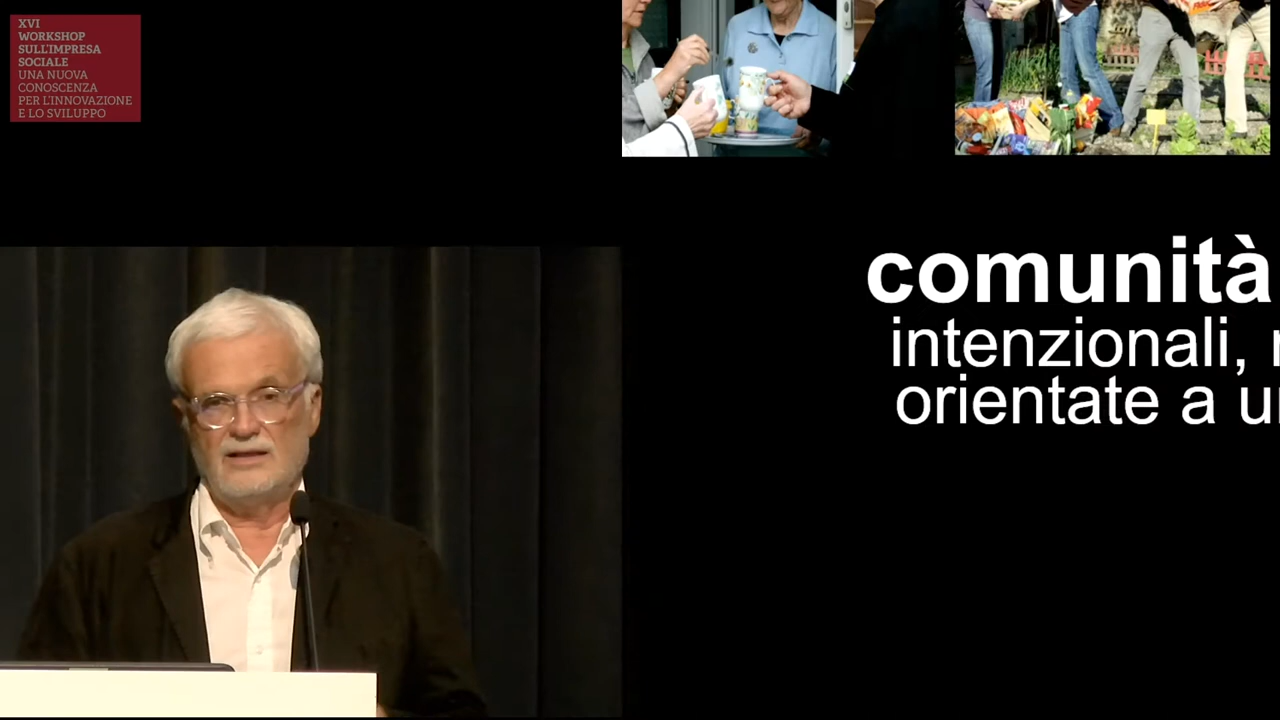 XVI
WORKSHOP
SULL'IMPRESA
SOCIALE
UNA NUOVA
CONOSCENZA
PER L'INNOVAZIONE
E LO SVILUPPO
comunità
intenzionali,
orientate a